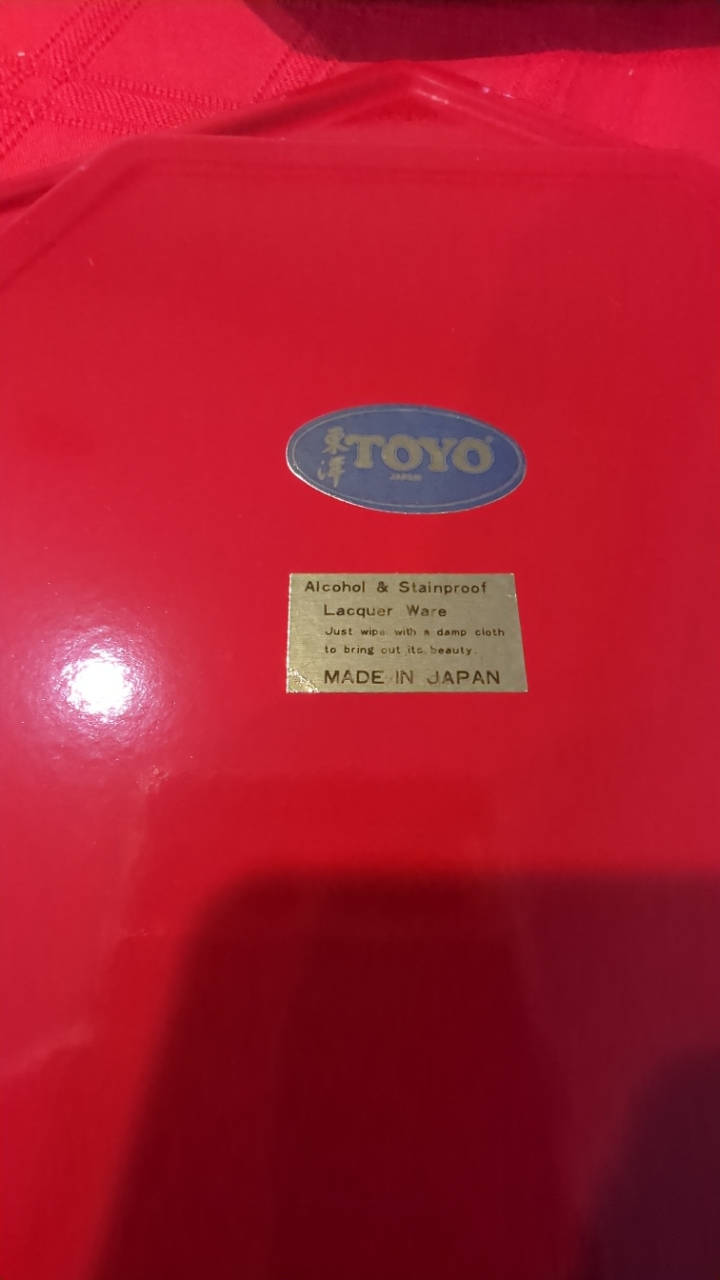 東洋 TOYO
JAPAN
Alcohol & Stainproof
Lacquer Ware
Just wipe with a damp cloth
to bring out its beauty.
MADE IN JAPAN